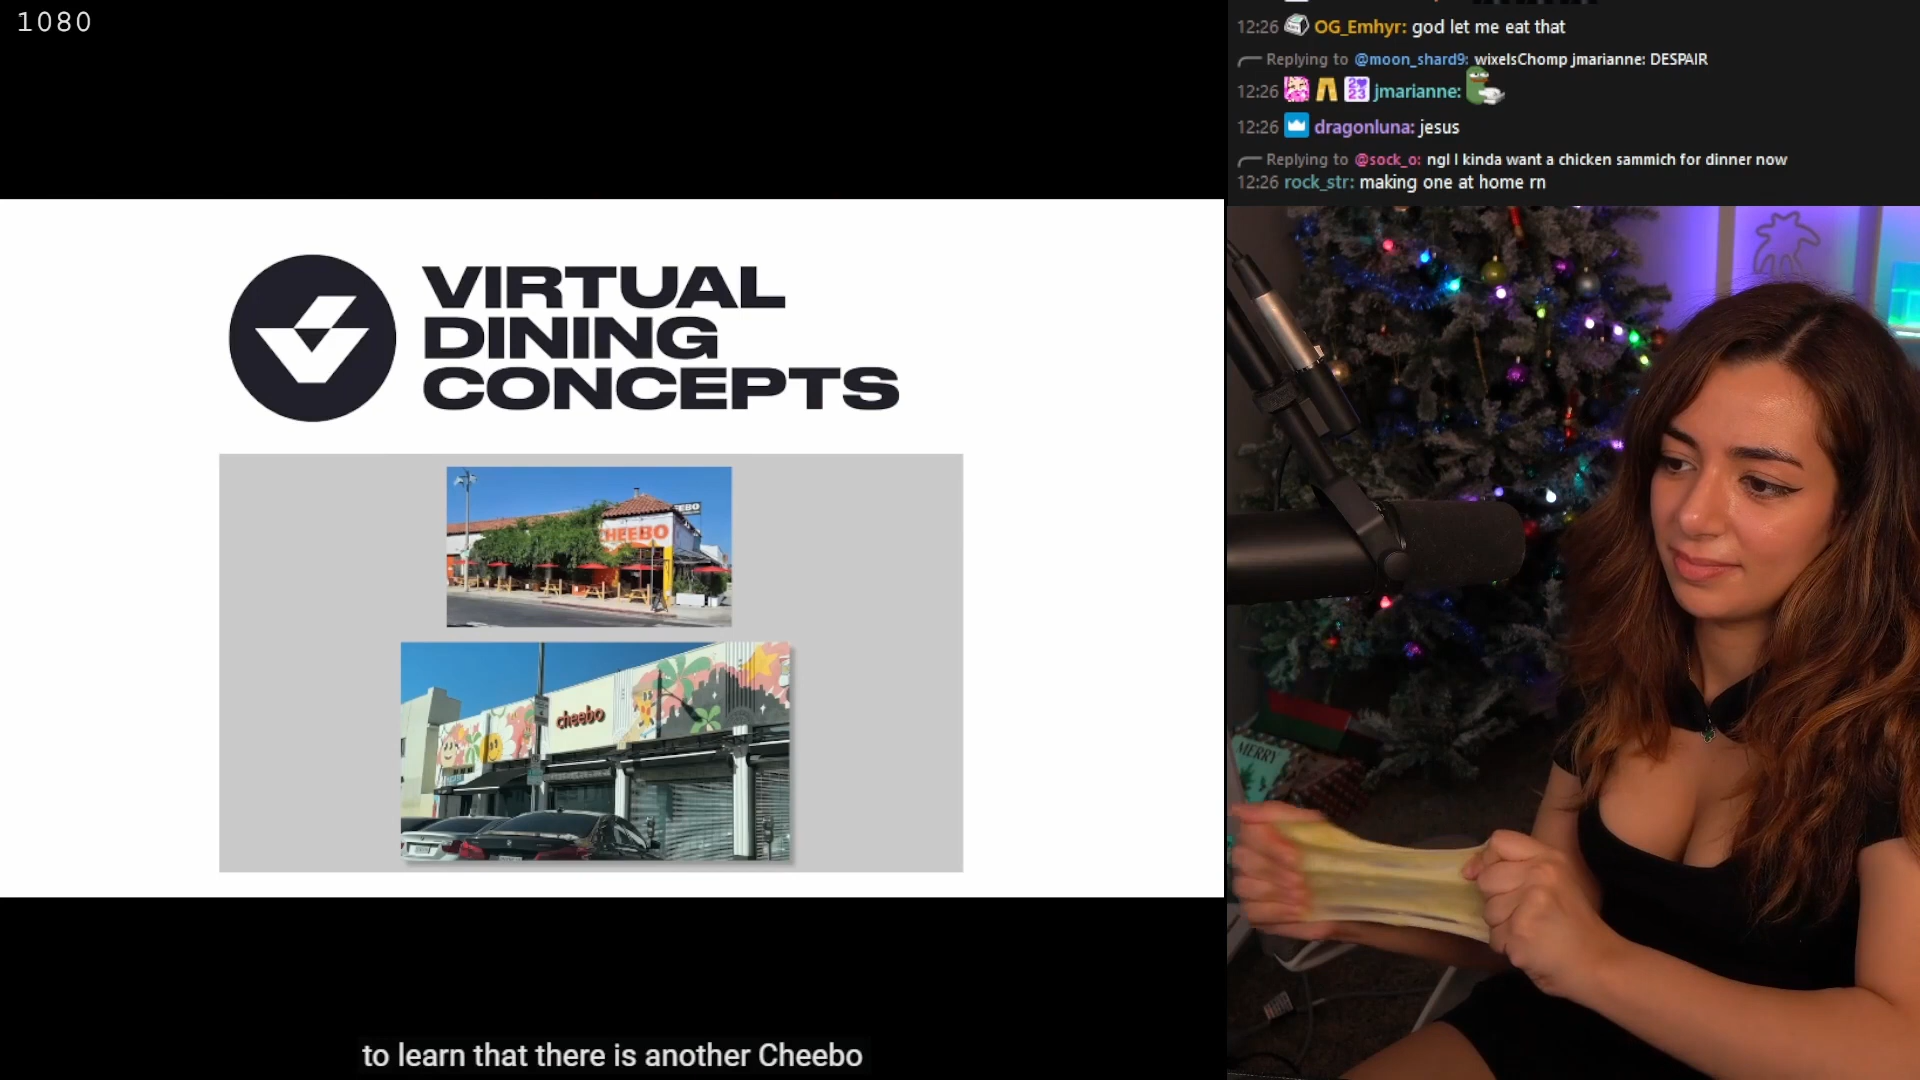 1080
12:26 OG_Emhyr: god let me eat that
Replying to @moon_shard9: wixelsChomp jmarianne: DESPAIR
12:26 jmarianne:
12:26 dragonluna: jesus
Replying to @sock_o: ngl I kinda want a chicken sammich for dinner now
12:26 rock_str: making one at home rn
VIRTUAL
DINING
CONCEPTS
CHEEBO
cheebo
MERRY
to learn that there is another Cheebo